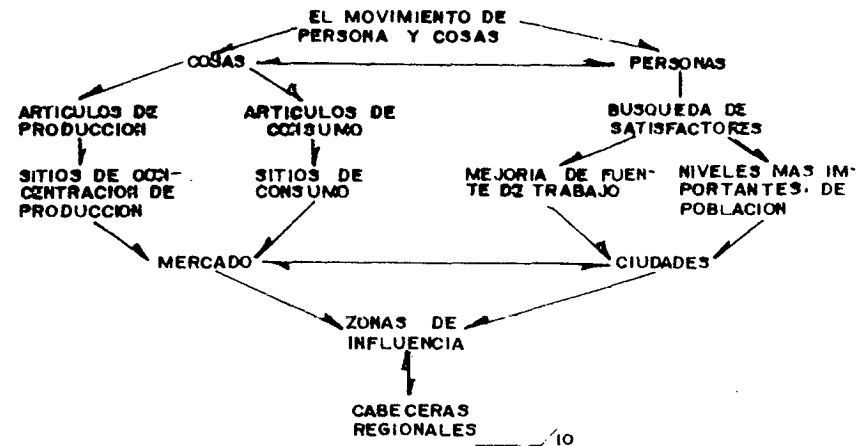 EL MOVIMIENTO DE
PERSONA Y COSAS
COSAS
PERSONAS
ARTICULOS DE
PRODUCCION
ARTICULOS DE
CONSUMO
BUSQUEDA DE
SATISFACTORES
SITIOS DE CON-
CENTRACION DE
PRODUCCION
SITIOS DE
CONSUMO
MEJORIA DE FUEN-
TE DE TRABAJO
NIVELES MAS IM-
PORTANTES. DE
POBLACION
MERCADO
CIUDADES
ZONAS DE
INFLUENCIA
CABECERAS
REGIONALES
/10